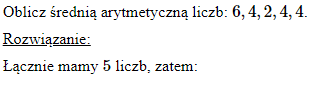 Oblicz średnią arytmetyczną liczb: 6, 4, 2, 4, 4.
Rozwiązanie:
Łącznie mamy 5 liczb, zatem: